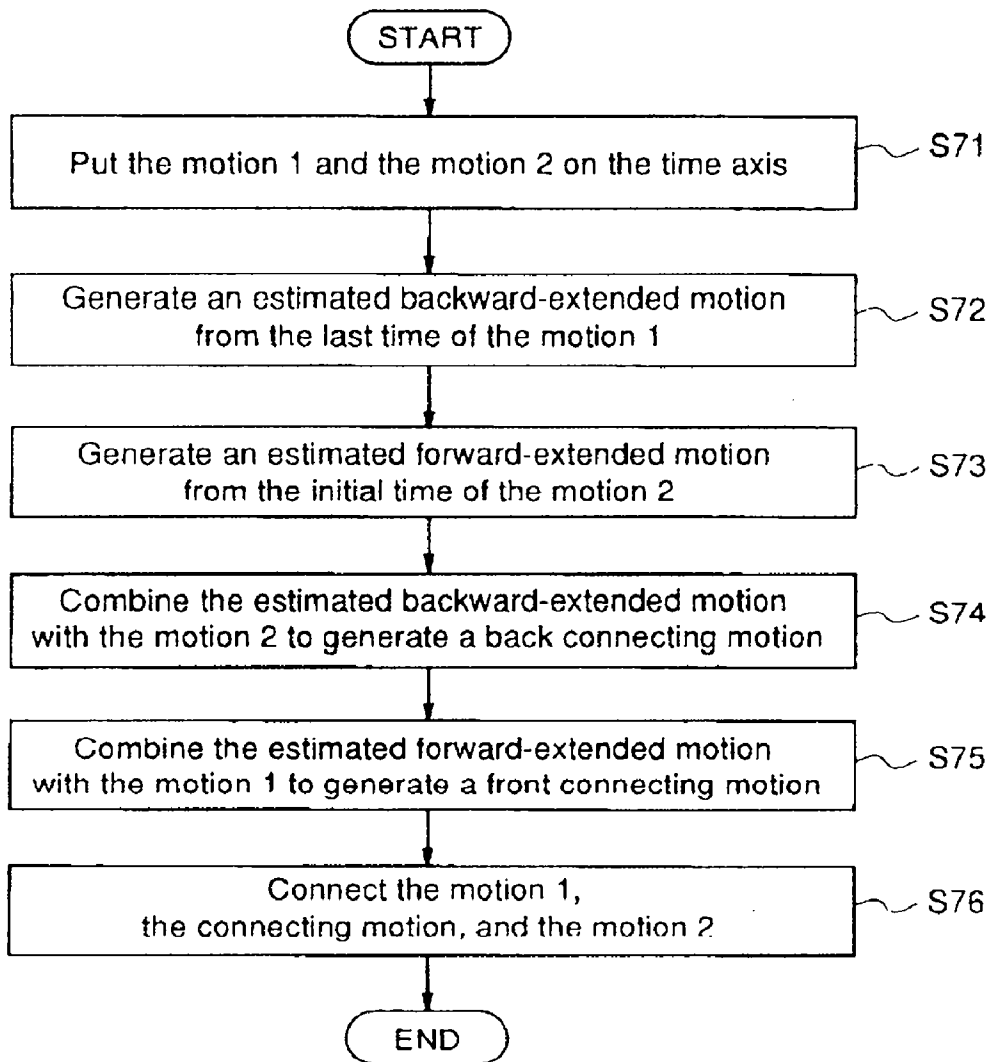 START
Put the motion 1 and the motion 2 on the time axis
S71
Generate an estimated backward-extended motion
from the last time of the motion 1
S72
Generate an estimated forward-extended motion
from the initial time of the motion 2
S73
Combine the estimated backward-extended motion
with the motion 2 to generate a back connecting motion
S74
Combine the estimated forward-extended motion
with the motion 1 to generate a front connecting motion
S75
Connect the motion 1,
the connecting motion, and the motion 2
S76
END